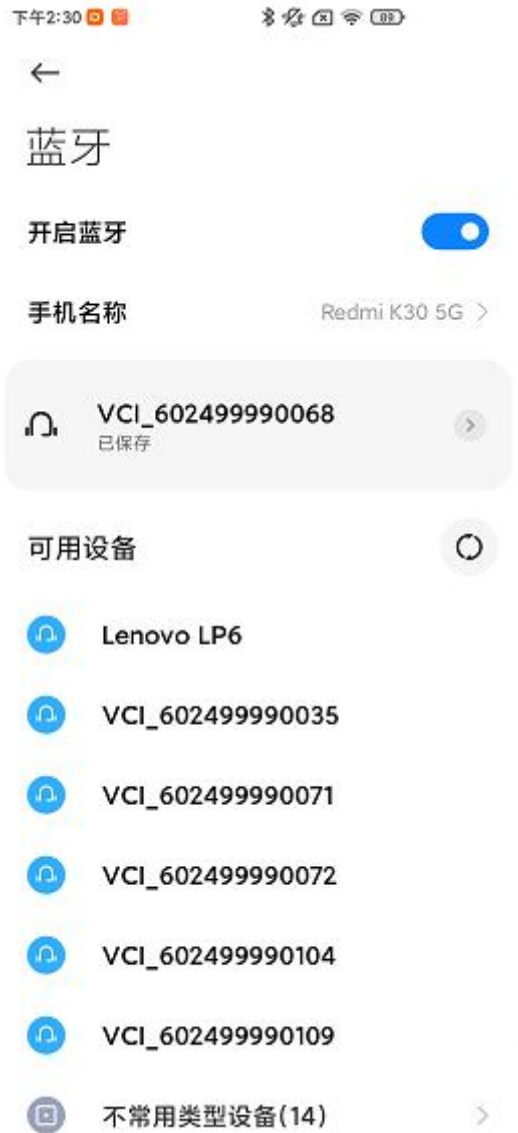 下午2:30
89
蓝牙
开启蓝牙
手机名称 Redmi K30 5G
VCI_602499990068
已保存
可用设备
Lenovo LP6
VCI_602499990035
VCI_602499990071
VCI_602499990072
VCI_602499990104
VCI_602499990109
不常用类型设备(14)